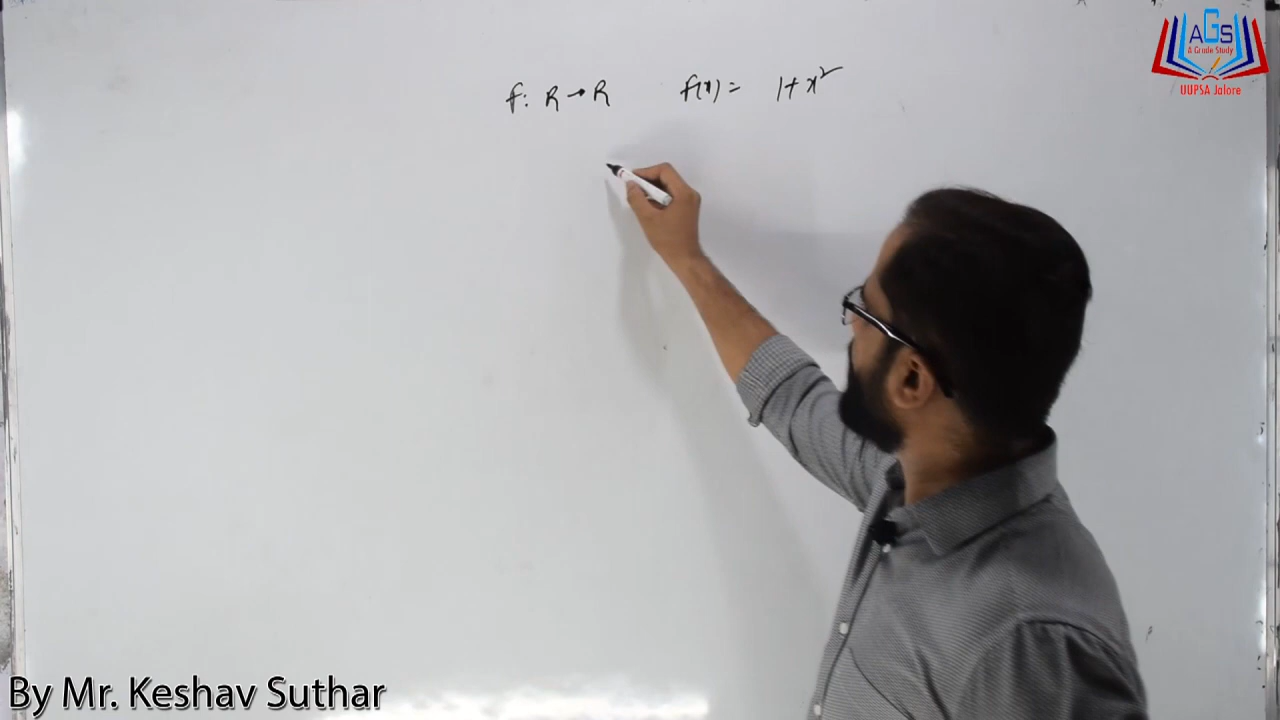 f: R→R f(x) = 1+x²
AGS
A Grade Study
UUPSA Jalore
By Mr. Keshav Suthar